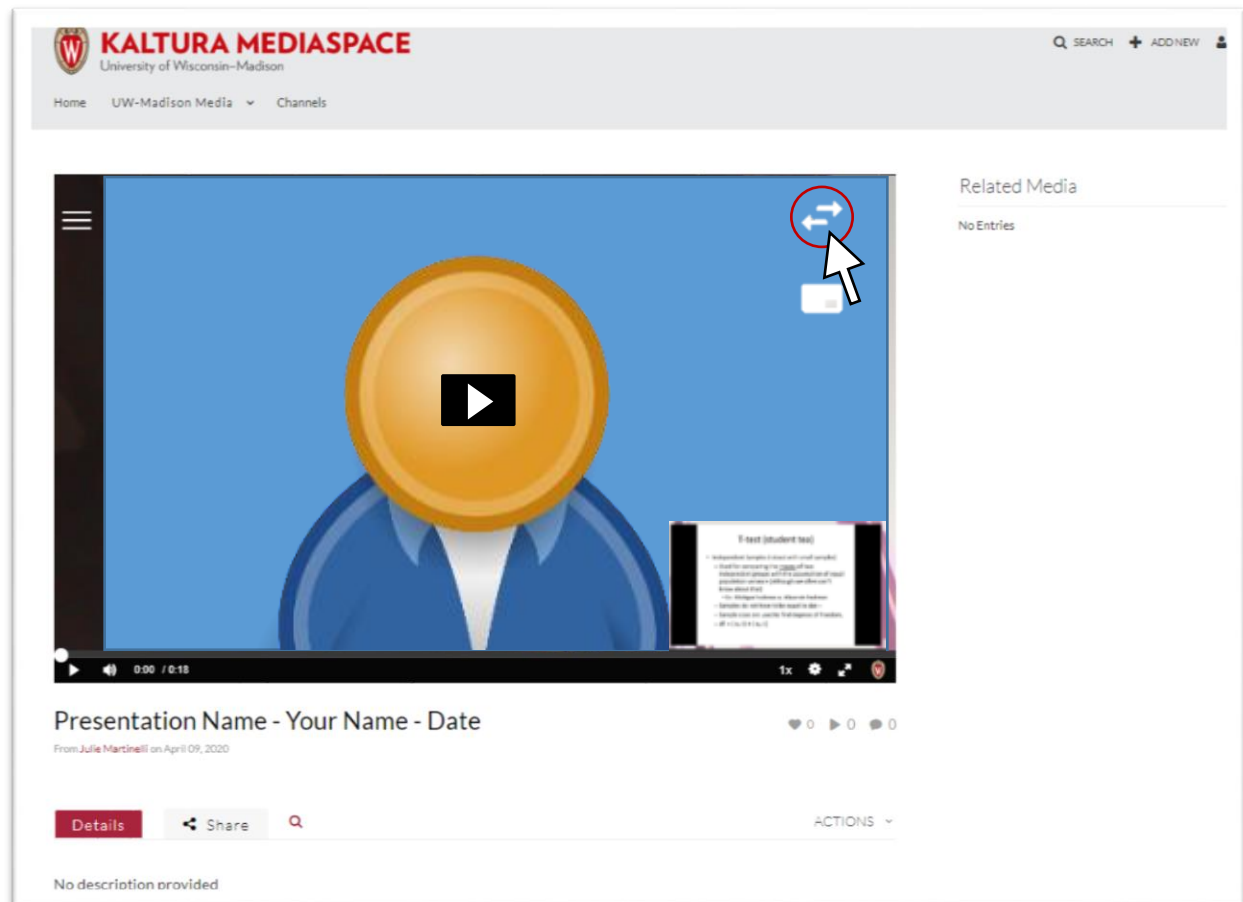 W KALTURA MEDIASPACE
University of Wisconsin–Madison
SEARCH ADD NEW
Home UW-Madison Media Channels
Related Media
No Entries
T-test (student tea)
0:00 / 0:18
1x
Presentation Name - Your Name - Date
0 0 0
From Julie Martinelli on April 09, 2020
Details Share
ACTIONS
No description provided